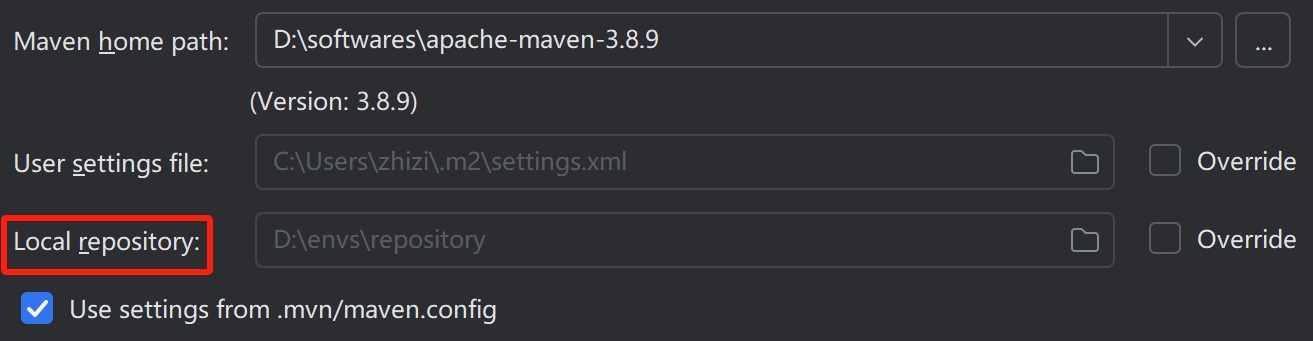 Maven home path: D:\softwares\apache-maven-3.8.9 ...
(Version: 3.8.9)
User settings file: C:\Users\zhizi\.m2\settings.xml Override
Local repository: D:\envs\repository Override
Use settings from .mvn/maven.config